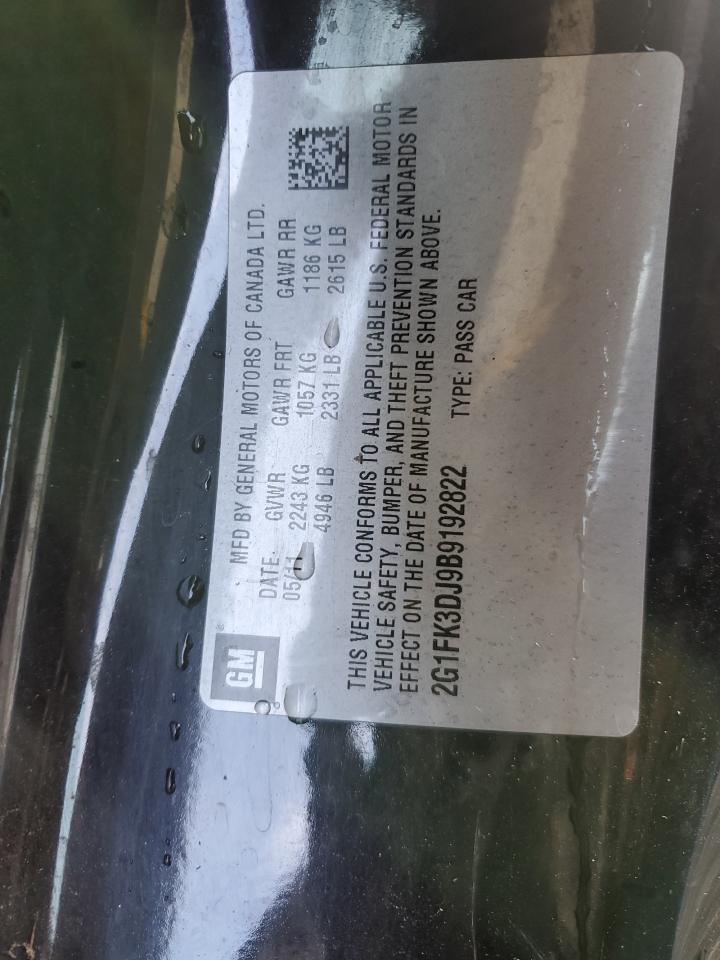 GM
MFD BY GENERAL MOTORS OF CANADA LTD.
DATE GVWR GAWR FRT GAWR RR
05/11 2243 KG 1057 KG 1186 KG
4946 LB 2331 LB 2615 LB
THIS VEHICLE CONFORMS TO ALL APPLICABLE U.S. FEDERAL MOTOR
VEHICLE SAFETY, BUMPER, AND THEFT PREVENTION STANDARDS IN
EFFECT ON THE DATE OF MANUFACTURE SHOWN ABOVE.
2G1FK3DJ9B9192822 TYPE: PASS CAR